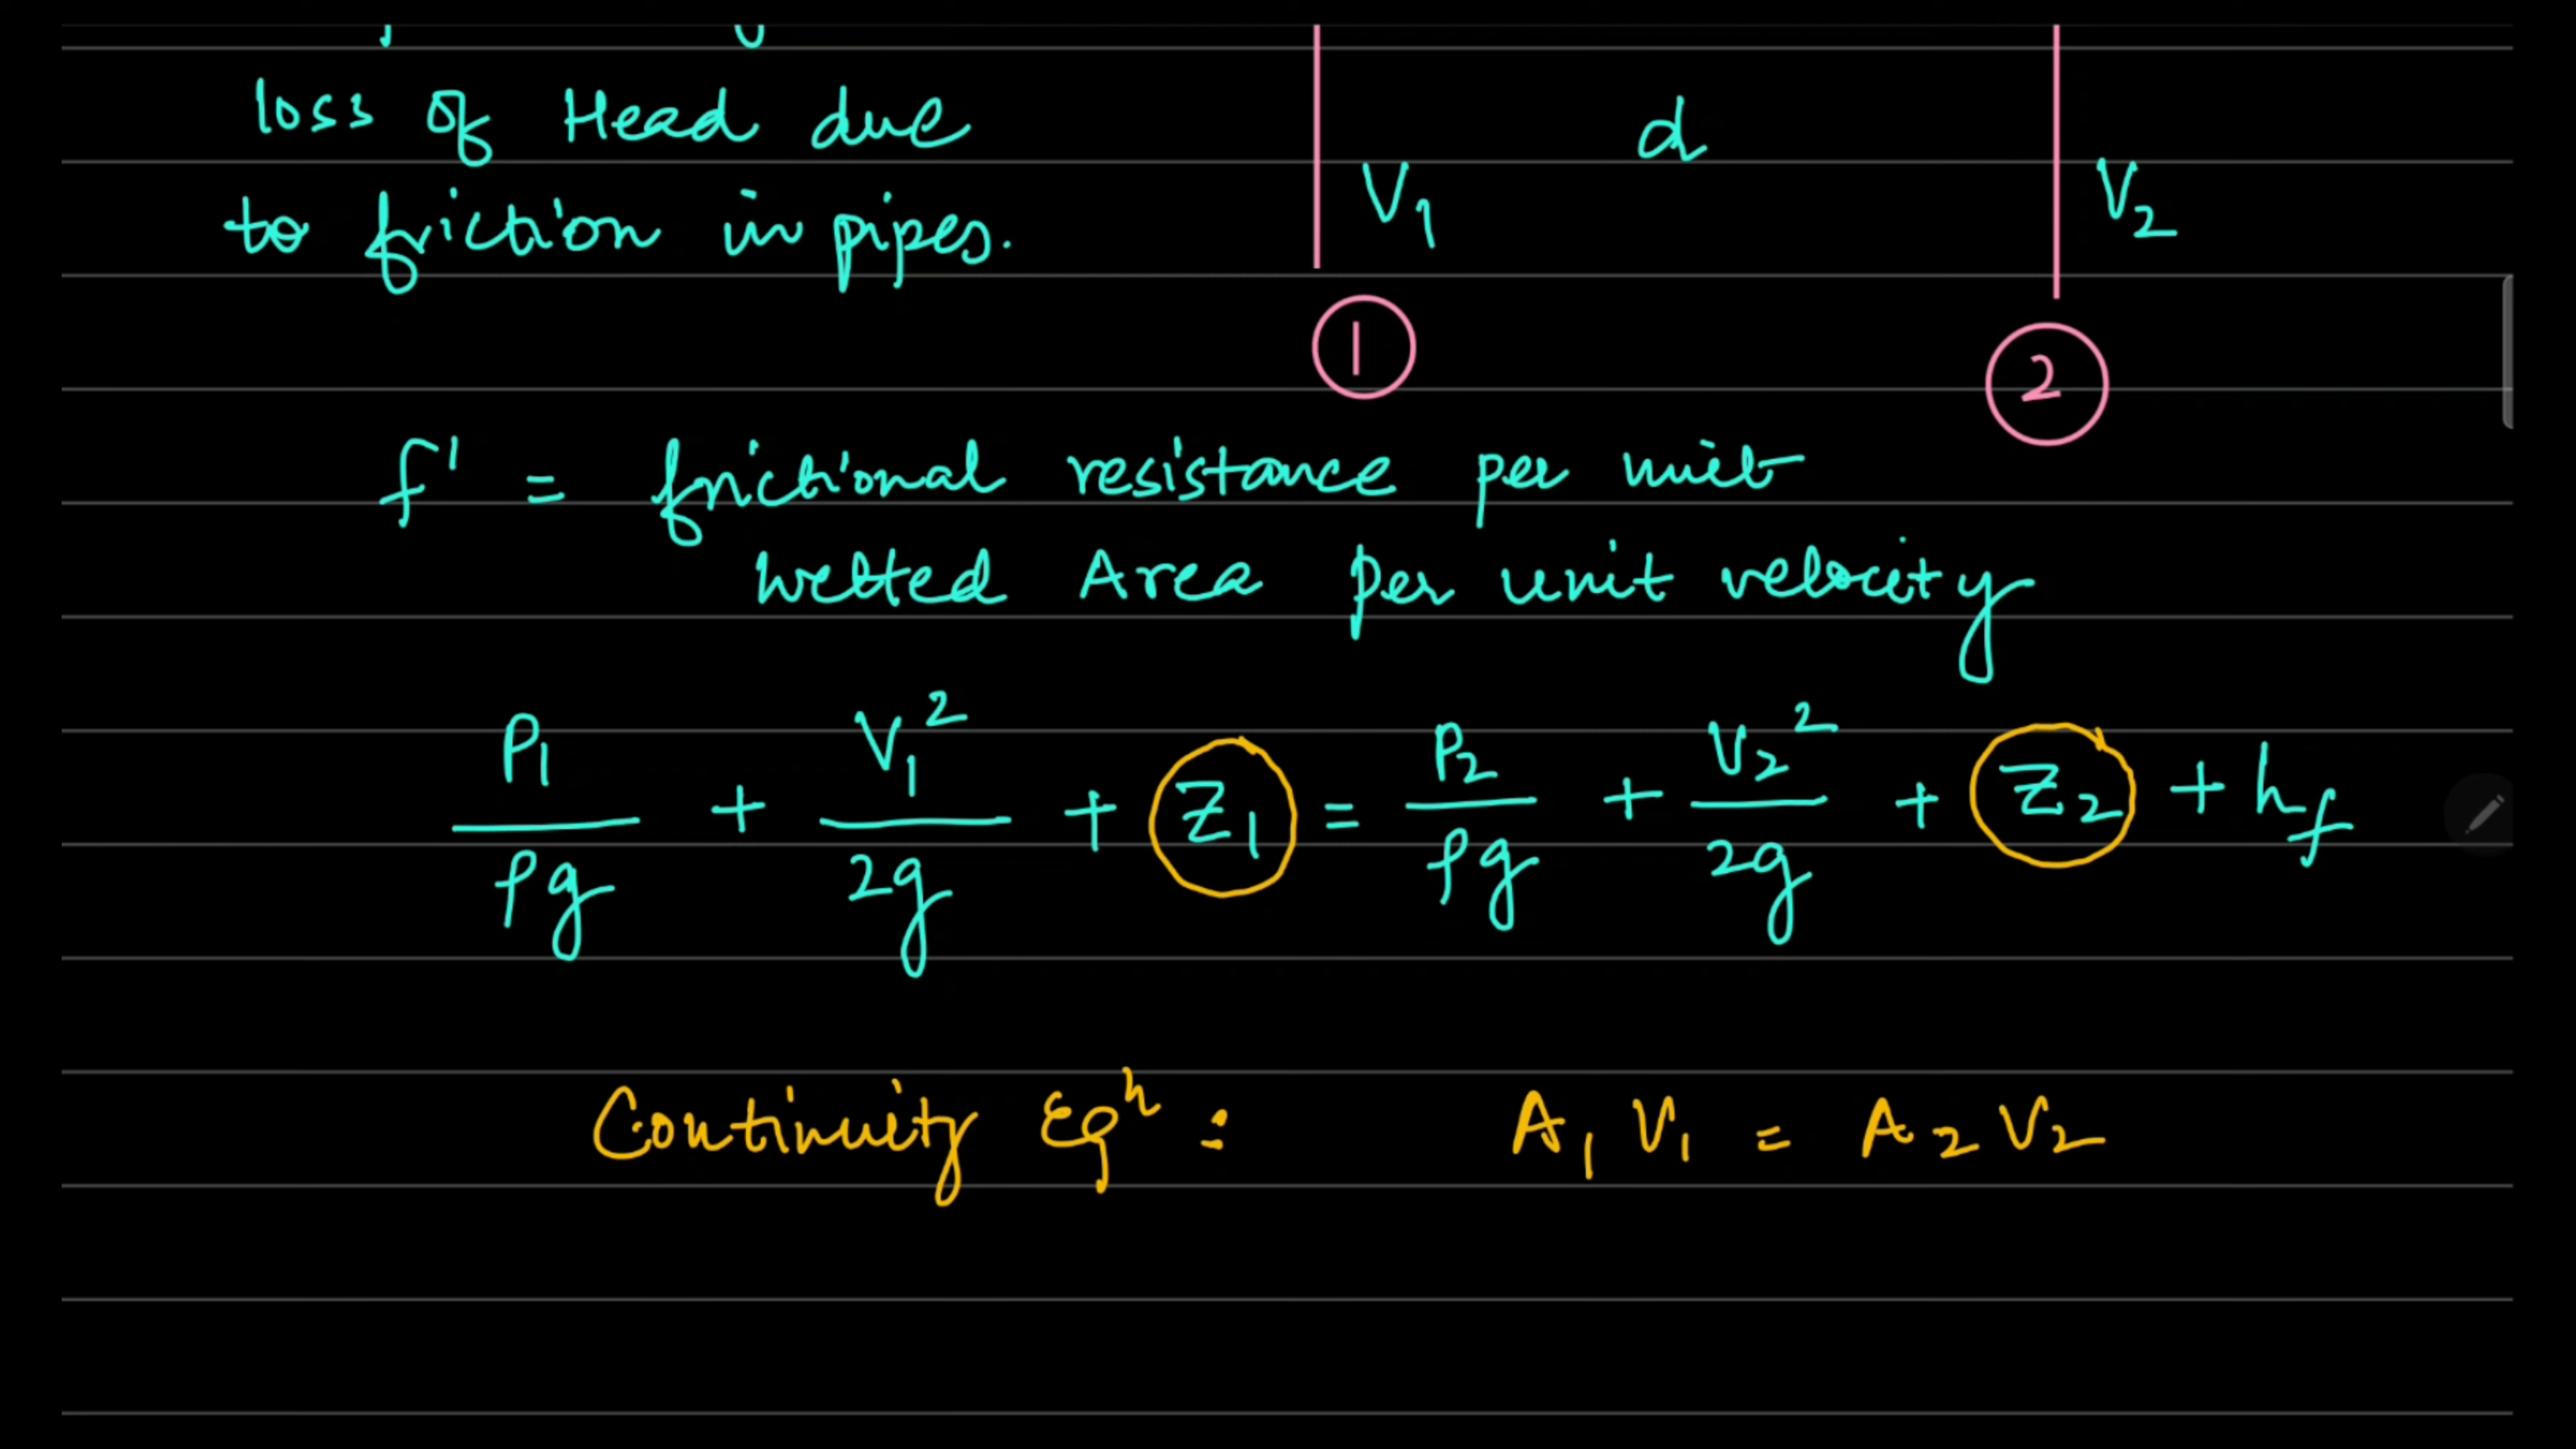 loss of Head due
to friction in pipes.
d
V₁
V₂
1
2
f' = frictional resistance per unit
wetted Area per unit velocity
P₁/ρg + V₁²/2g + Z₁ = P₂/ρg + V₂²/2g + Z₂ + h_f
Continuity Eqⁿ : A₁ V₁ = A₂ V₂